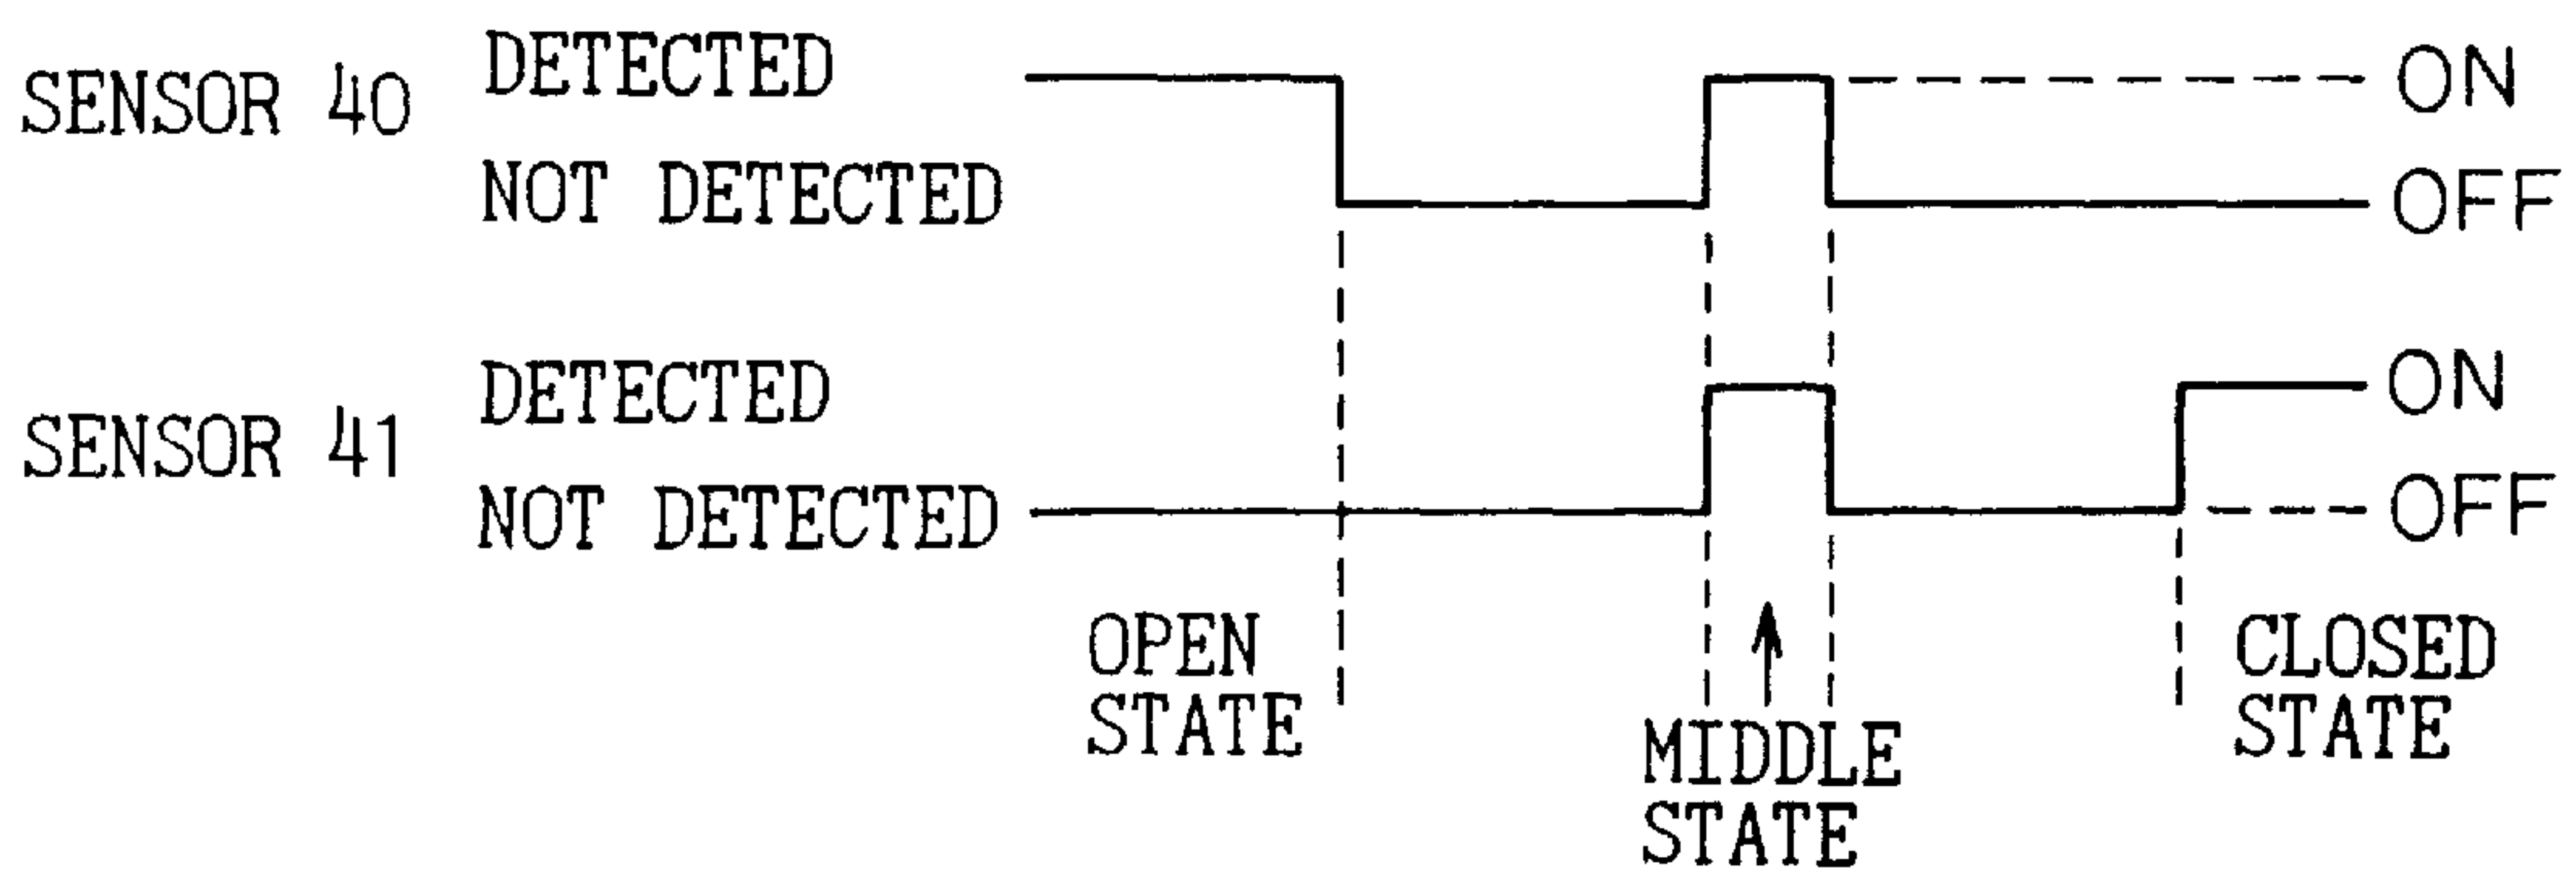 SENSOR 40
DETECTED
NOT DETECTED
ON
OFF
SENSOR 41
DETECTED
NOT DETECTED
ON
OFF
OPEN
STATE
MIDDLE
STATE
CLOSED
STATE